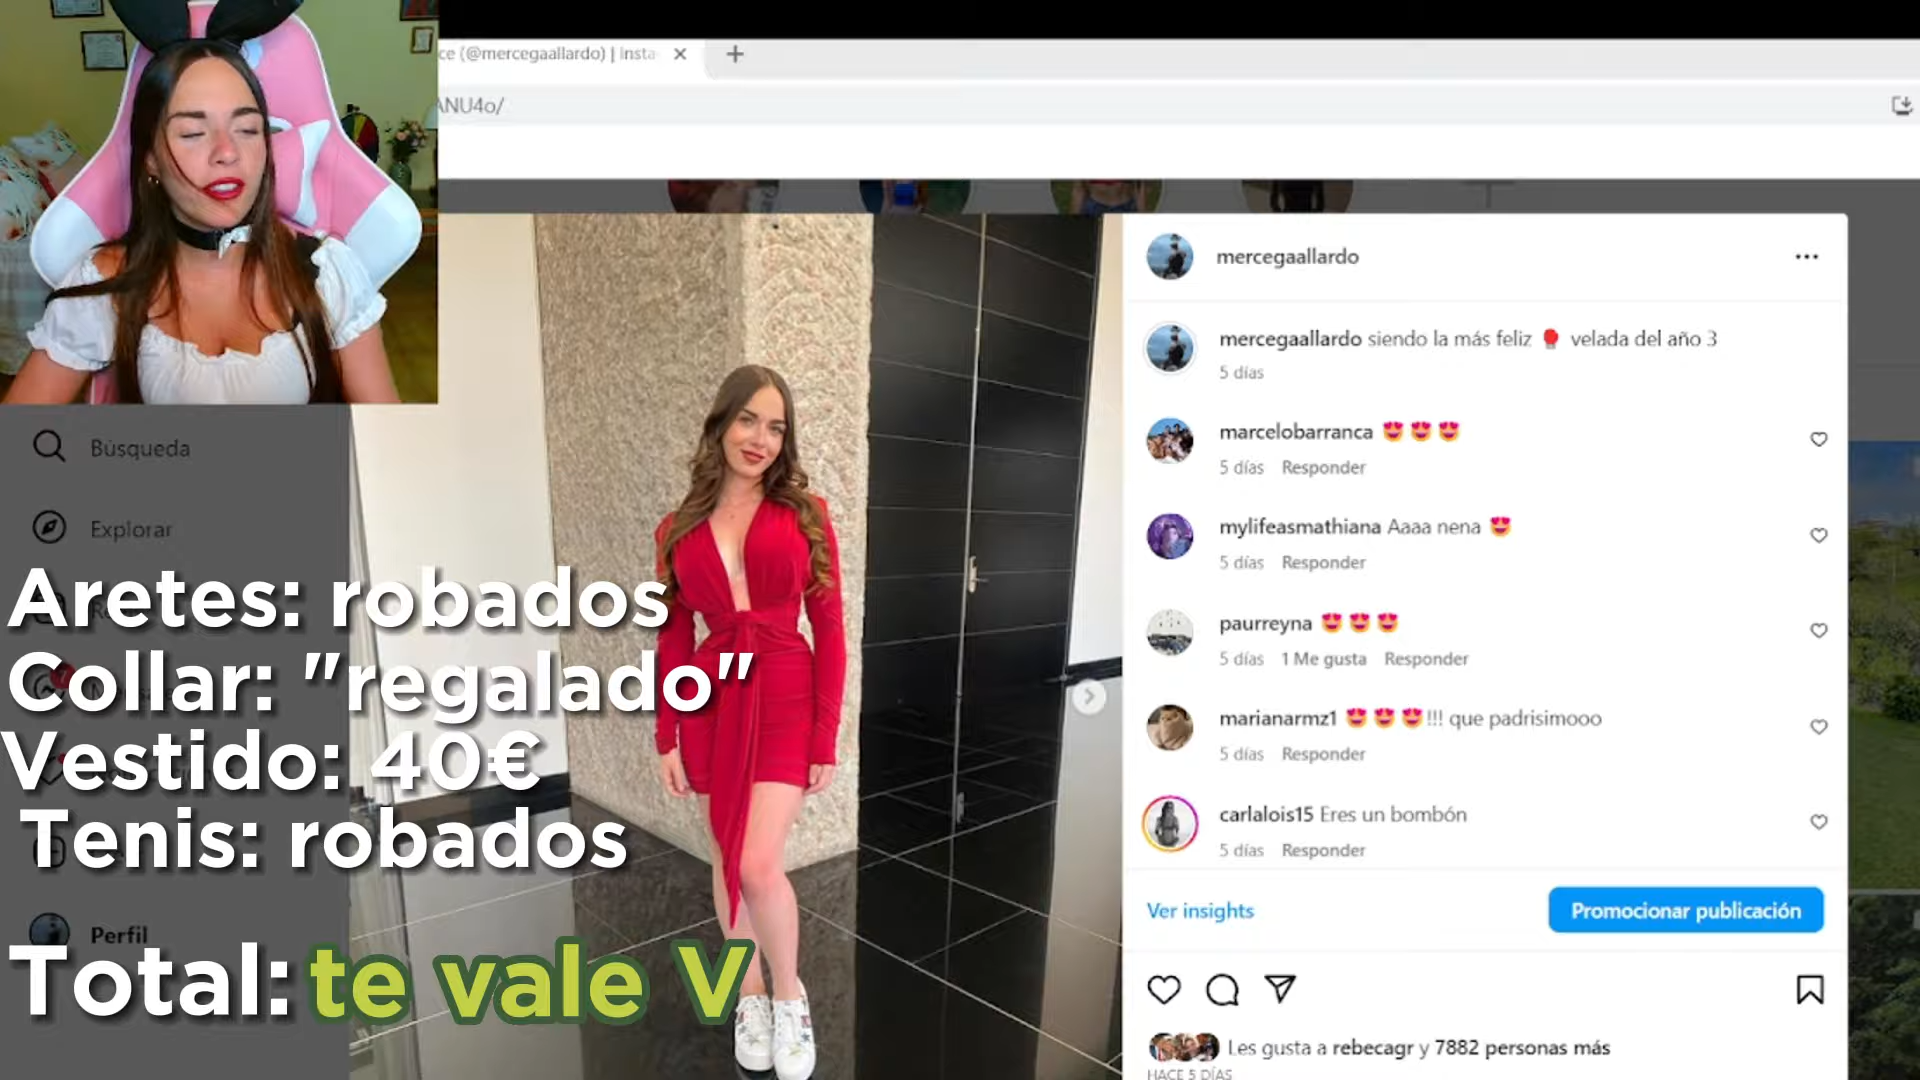 ce (@mercegaallardo) | Insta
ANU4o/
mercegaallardo
mercegaallardo siendo la más feliz 🥊 velada del año 3
5 días
marcelobarranca 😍 😍 😍
5 días Responder
mylifeasmathiana Aaaa nena 😍
5 días Responder
paurreyna 😍 😍 😍
5 días 1 Me gusta Responder
marianarmz1 😍 😍 😍!!! que padrisimooo
5 días Responder
carlalois15 Eres un bombón
5 días Responder
Ver insights
Promocionar publicación
Les gusta a rebecagr y 7882 personas más
HACE 5 DÍAS
Búsqueda
Explorar
Aretes: robados
Collar: "regalado"
Vestido: 40€
Tenis: robados
Perfil
Total: te vale V